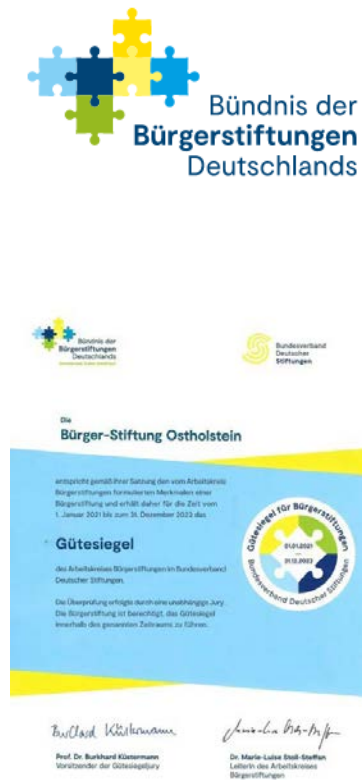 Bündnis der
Bürgerstiftungen
Deutschlands
Bündnis der
Bürgerstiftungen
Deutschlands
Bundesverband
Deutscher
Stiftungen
Die
Bürger-Stiftung Ostholstein
entspricht gemäß ihrer Satzung den vom Arbeitskreis
Bürgerstiftungen formulierten Merkmalen einer
Bürgerstiftung und erhält daher für die Zeit vom
1. Januar 2021 bis zum 31. Dezember 2023 das
Gütesiegel
des Arbeitskreises Bürgerstiftungen im Bundesverband
Deutscher Stiftungen.
Die Überprüfung erfolgte durch eine unabhängige Jury.
Die Bürgerstiftung ist berechtigt, das Gütesiegel
innerhalb des genannten Zeitraums zu führen.
Gütesiegel für Bürgerstiftungen
01.01.2021
—
31.12.2023
Bundesverband Deutscher Stiftungen
Burkhard Küstermann
Prof. Dr. Burkhard Küstermann
Vorsitzender der Gütesiegeljury
Dr. Marie-Luise Stoll-Steffan
Leiterin des Arbeitskreises
Bürgerstiftungen